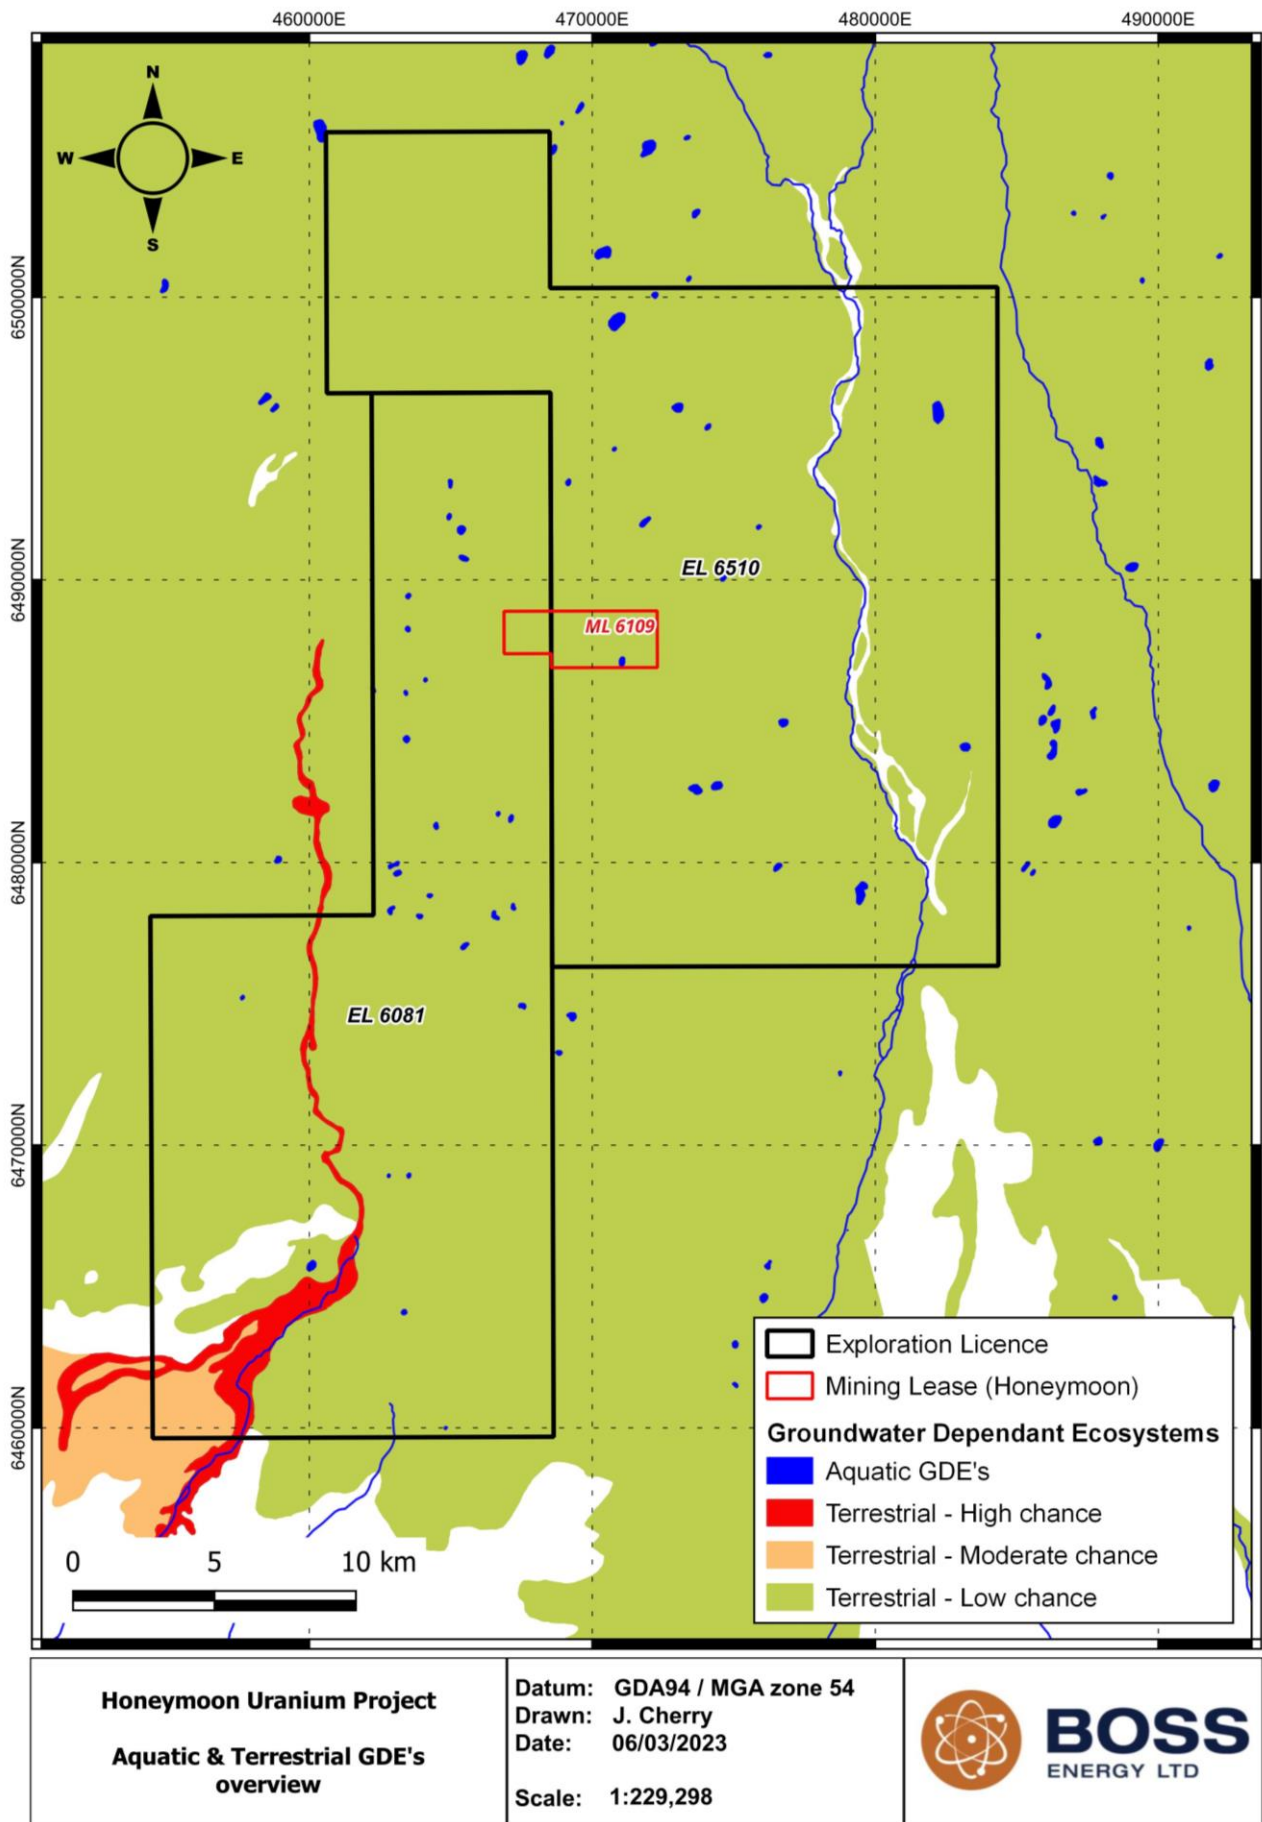 460000E 470000E 480000E 490000E
N
W E
S
6500000N
6490000N
6480000N
6470000N
6460000N
EL 6510
ML 6109
EL 6081
Exploration Licence
Mining Lease (Honeymoon)
Groundwater Dependant Ecosystems
Aquatic GDE's
Terrestrial - High chance
Terrestrial - Moderate chance
Terrestrial - Low chance
0 5 10 km
Honeymoon Uranium Project
Aquatic & Terrestrial GDE's
overview
Datum: GDA94 / MGA zone 54
Drawn: J. Cherry
Date: 06/03/2023
Scale: 1:229,298
BOSS
ENERGY LTD